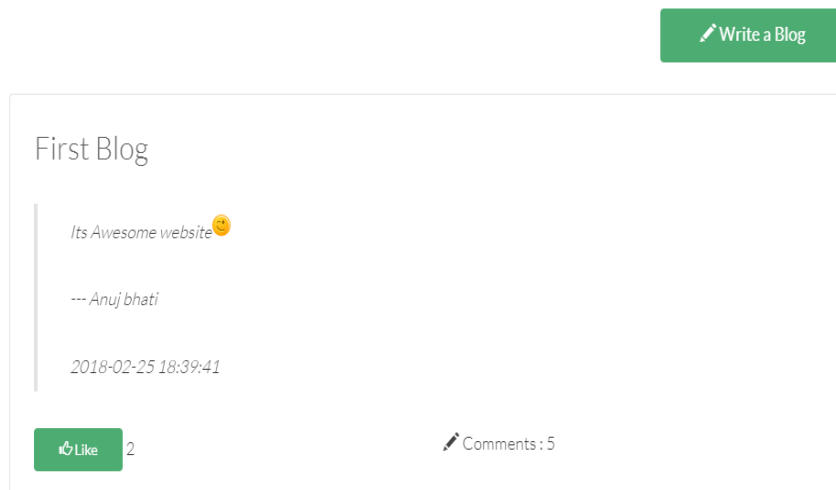 Write a Blog
First Blog
Its Awesome website
--- Anuj bhati
2018-02-25 18:39:41
Like 2
Comments : 5